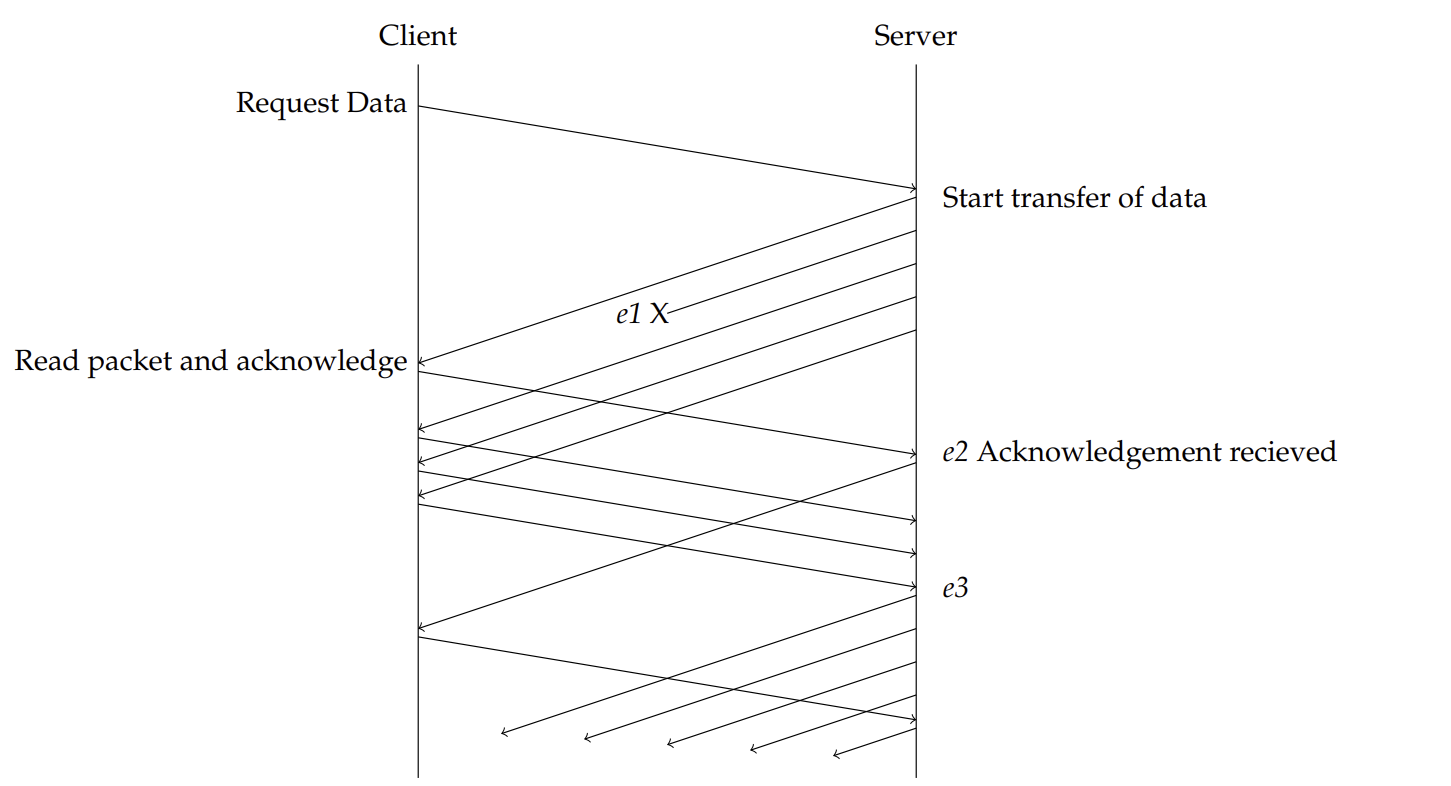 Client
Server
Request Data
Start transfer of data
e1 X
Read packet and acknowledge
e2 Acknowledgement recieved
e3